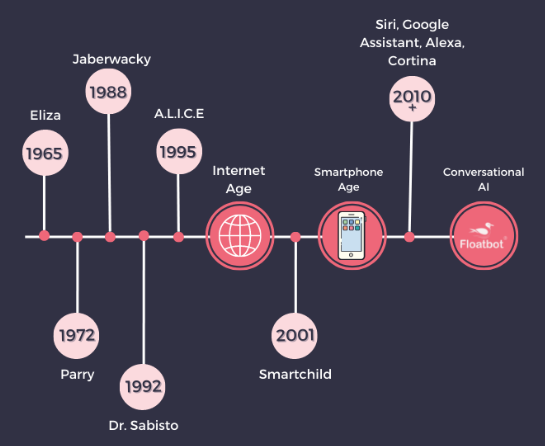 Siri, Google
Assistant, Alexa,
Cortina
2010
+
Jaberwacky
1988
Eliza
1965
A.L.I.C.E
1995
Internet
Age
Smartphone
Age
Conversational
AI
Floatbot
1972
Parry
1992
Dr. Sabisto
2001
Smartchild